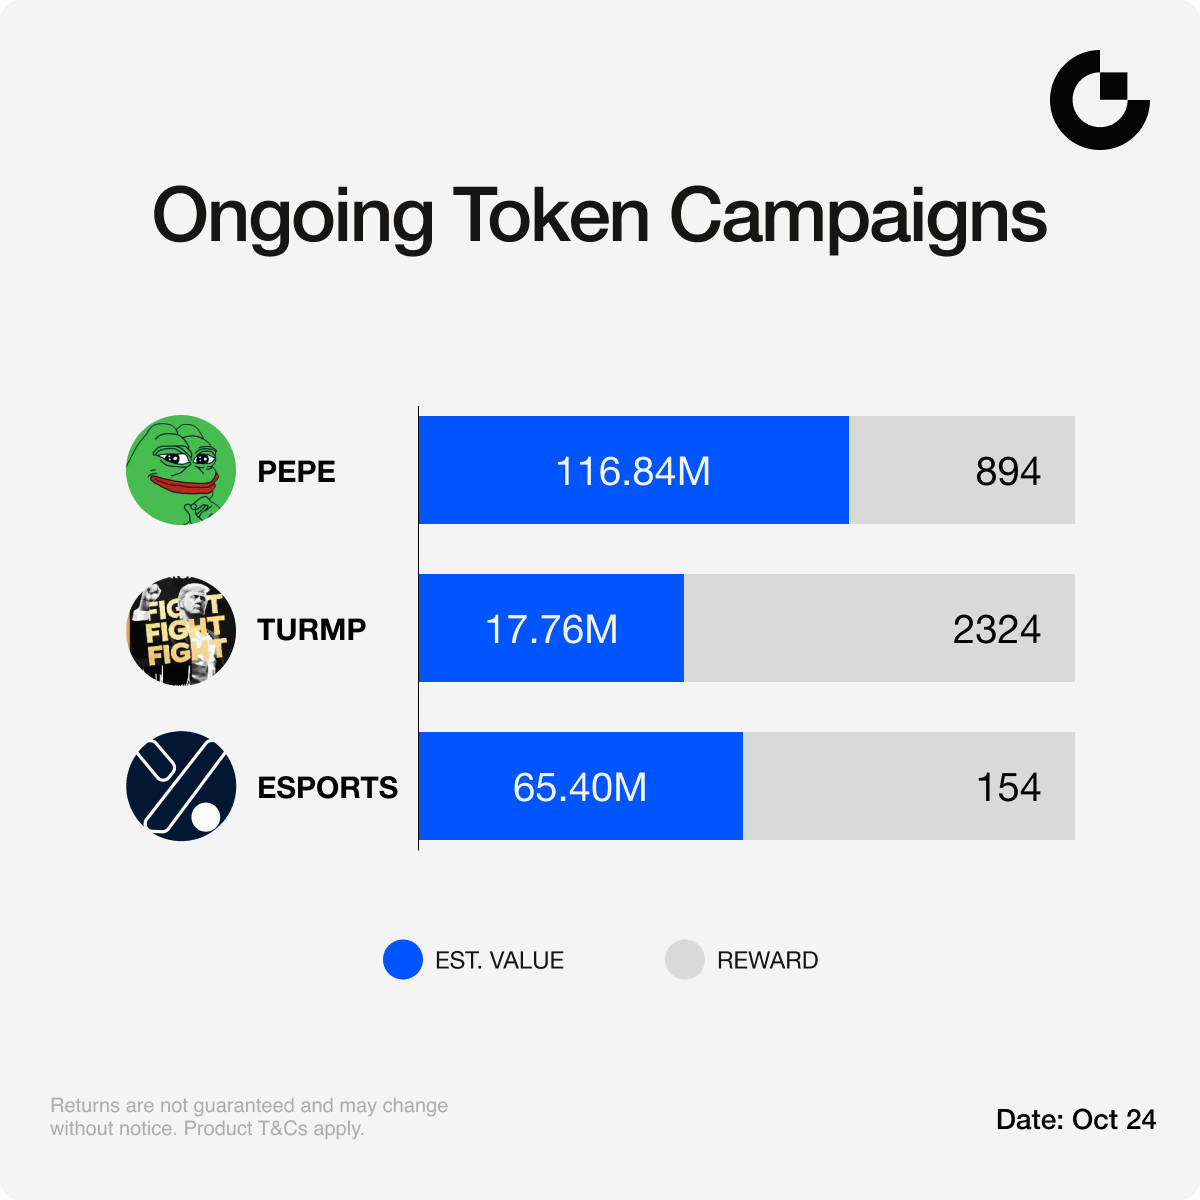 Ongoing Token Campaigns
PEPE
116.84M
894
FIGHT
FIGHT
FIGHT
TURMP
17.76M
2324
ESPORTS
65.40M
154
EST. VALUE
REWARD
Returns are not guaranteed and may change
without notice. Product T&Cs apply.
Date: Oct 24